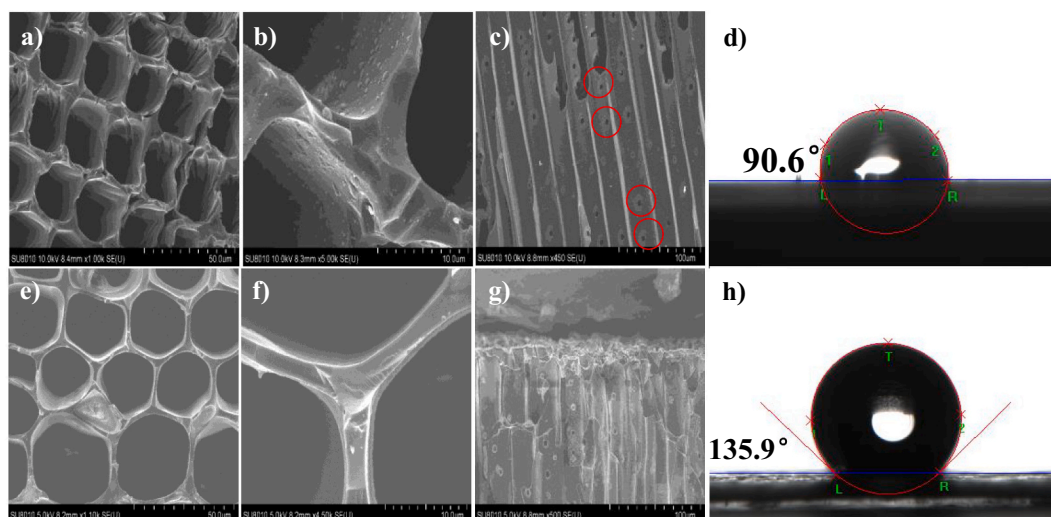 a)
b)
c)
d)
T
1
2
90.6°
L
R
SU8010 10.0kV 8.4mm x1.00k SE(U)
50.0um
SU8010 10.0kV 8.3mm x5.00k SE(U)
10.0um
SU8010 10.0kV 8.8mm x450 SE(U)
100um
e)
f)
g)
h)
T
2
135.9°
L
R
SU8010 5.0kV 8.2mm x1.10k SE(U)
50.0um
SU8010 5.0kV 8.2mm x4.50k SE(U)
10.0um
SU8010 5.0kV 8.8mm x500 SE(U)
100um